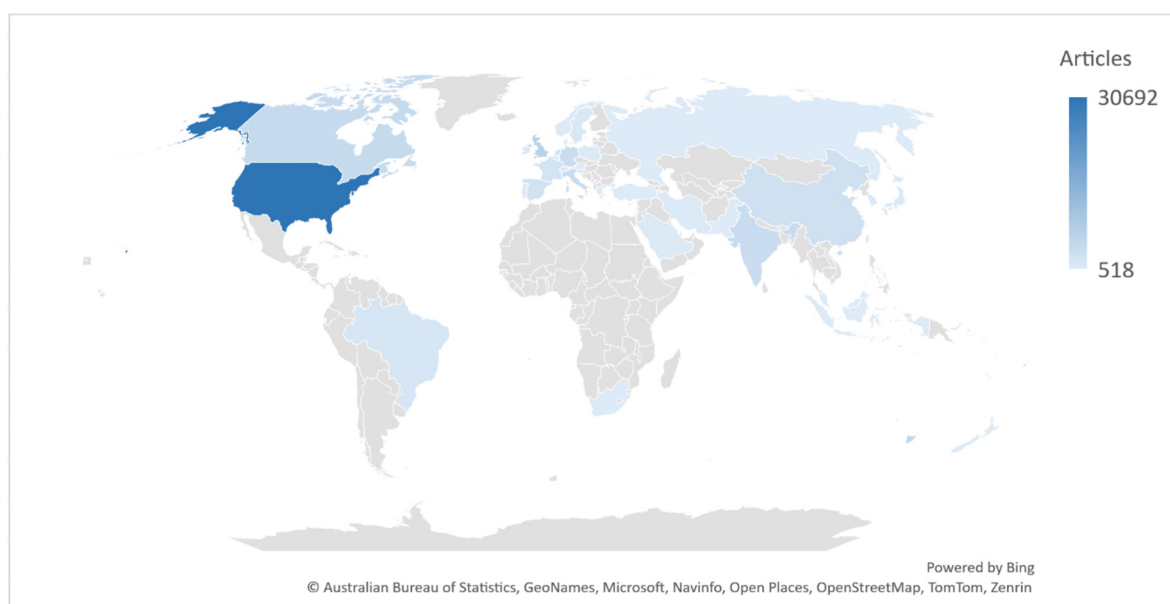 Articles
30692
518
Powered by Bing
© Australian Bureau of Statistics, GeoNames, Microsoft, Navinfo, Open Places, OpenStreetMap, TomTom, Zenrin